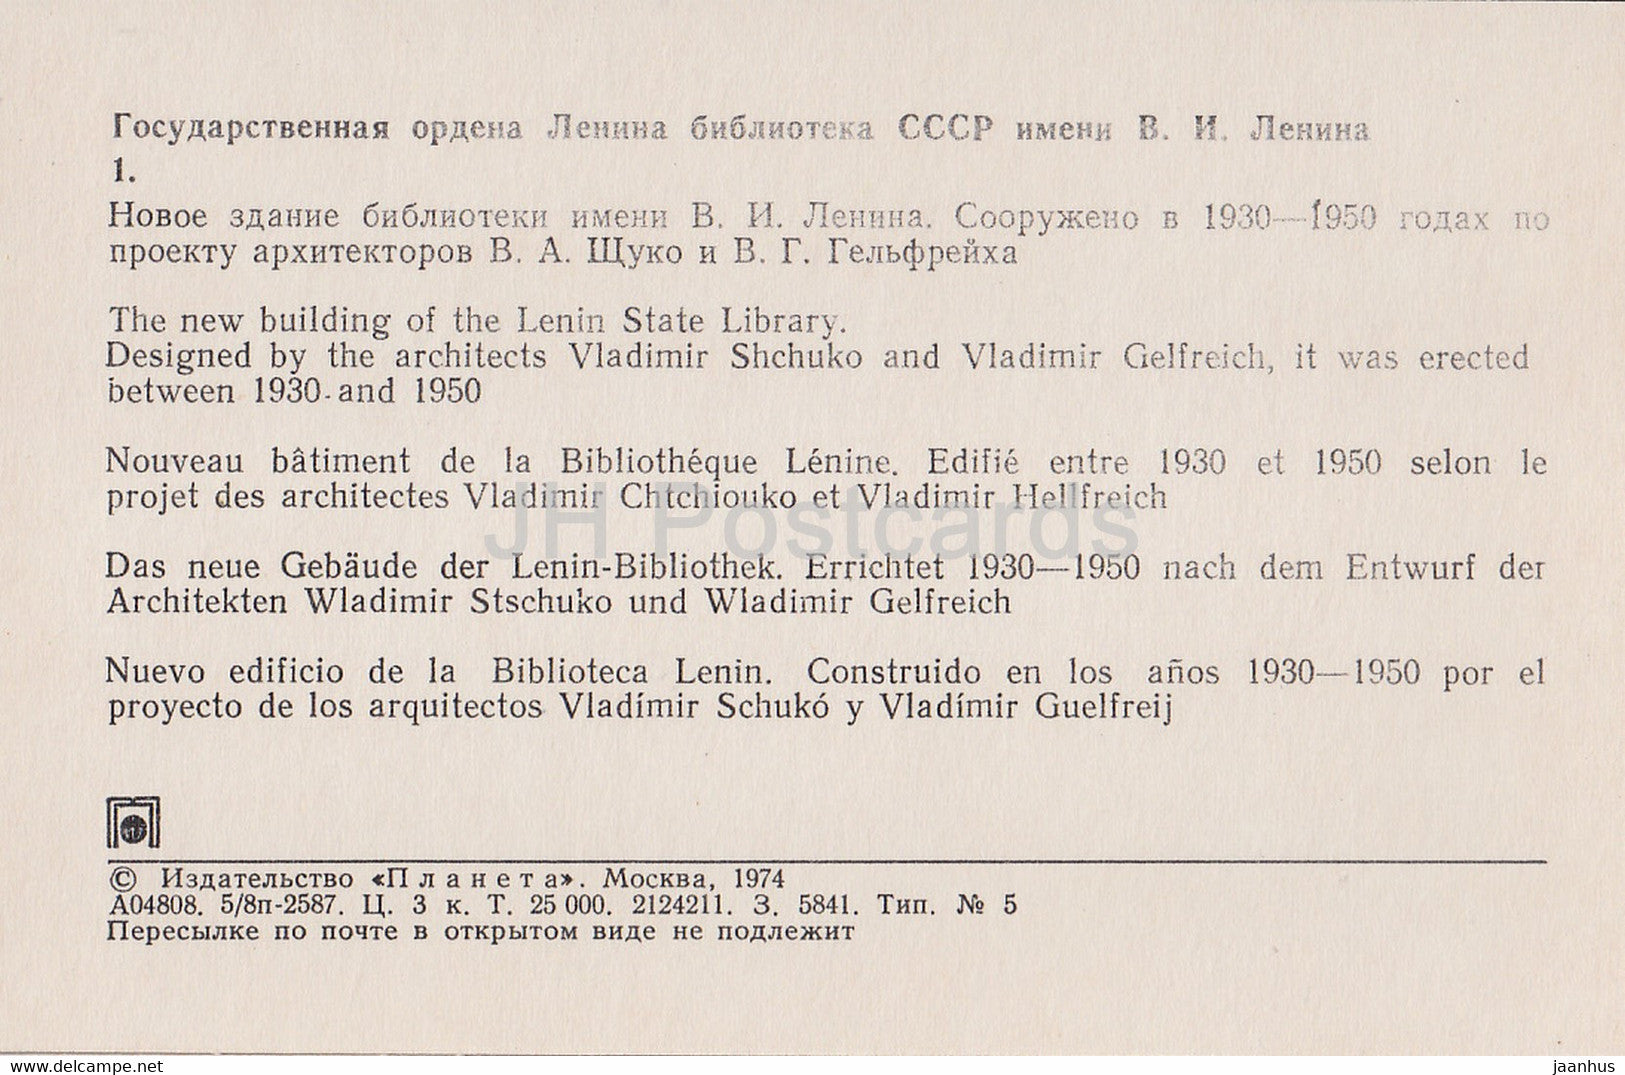 Государственная ордена Ленина библиотека СССР имени В. И. Ленина
1.
Новое здание библиотеки имени В. И. Ленина. Сооружено в 1930—1950 годах по
проекту архитекторов В. А. Щуко и В. Г. Гельфрейха
The new building of the Lenin State Library.
Designed by the architects Vladimir Shchuko and Vladimir Gelfreich, it was erected
between 1930 and 1950
Nouveau bâtiment de la Bibliothéque Lénine. Edifié entre 1930 et 1950 selon le
projet des architectes Vladimir Chtchiouko et Vladimir Hellfreich
JH Postcards
Das neue Gebäude der Lenin-Bibliothek. Errichtet 1930—1950 nach dem Entwurf der
Architekten Wladimir Stschuko und Wladimir Gelfreich
Nuevo edificio de la Biblioteca Lenin. Construido en los años 1930—1950 por el
proyecto de los arquitectos Vladímir Schukó y Vladímir Guelfreij
© Издательство «Планета». Москва, 1974
А04808. 5/8п-2587. Ц. 3 к. Т. 25 000. 2124211. З. 5841. Тип. № 5
Пересылке по почте в открытом виде не подлежит
delcampe.net
jaanhus